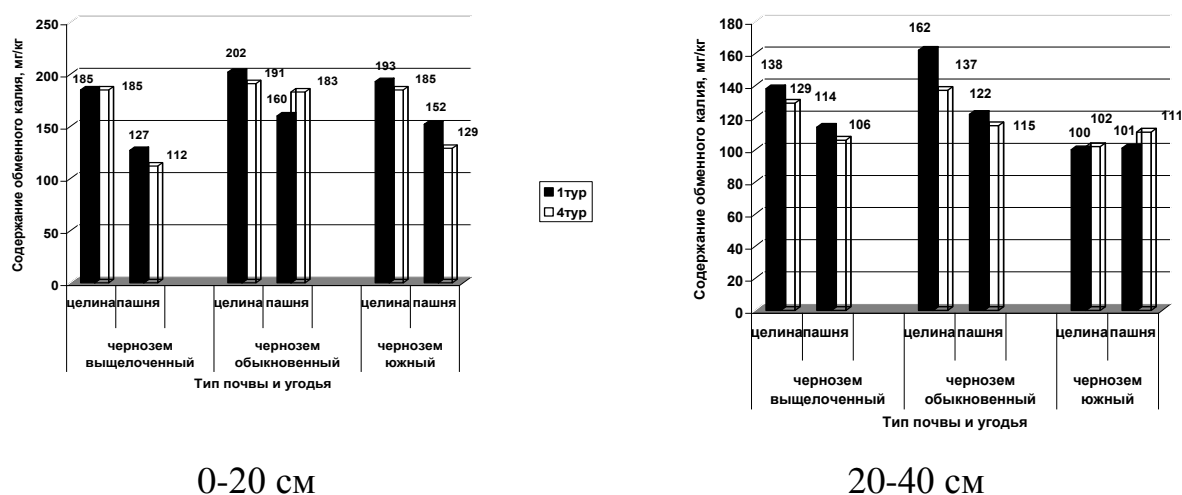 Содержание обменного калия, мг/кг
250
200
150
100
50
0
185
185
127
112
202
191
160
183
193
185
152
129
целина пашня целина пашня целина пашня
чернозем выщелоченный
чернозем обыкновенный
чернозем южный
Тип почвы и угодья
0-20 см
1тур
4тур
Содержание обменного калия, мг/кг
180
160
140
120
100
80
60
40
20
0
138
129
114
106
162
137
122
115
100
102
101
111
целина пашня целина пашня целина пашня
чернозем выщелоченный
чернозем обыкновенный
чернозем южный
Тип почвы и угодья
20-40 см